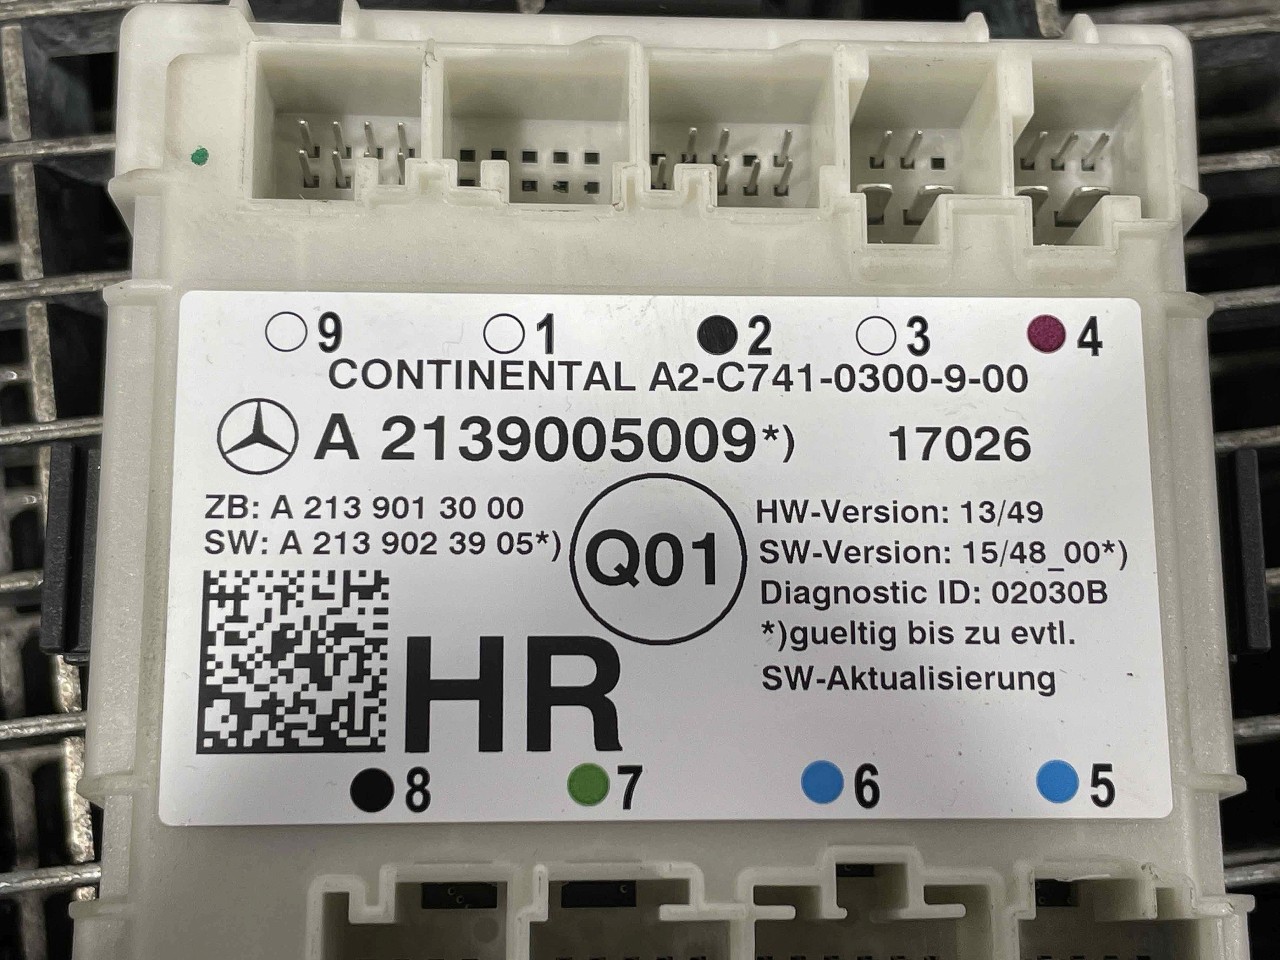 9 1 2 3 4
CONTINENTAL A2-C741-0300-9-00
A 2139005009*) 17026
ZB: A 213 901 30 00
SW: A 213 902 39 05*)
Q01
HW-Version: 13/49
SW-Version: 15/48_00*)
Diagnostic ID: 02030B
*)gueltig bis zu evtl.
SW-Aktualisierung
HR
8 7 6 5